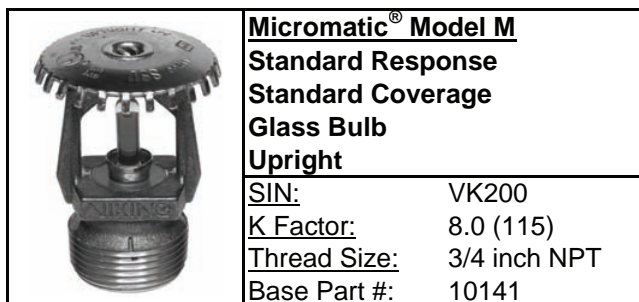 VIKING
Micromatic® Model M
Standard Response
Standard Coverage
Glass Bulb
Upright
SIN: VK200
K Factor: 8.0 (115)
Thread Size: 3/4 inch NPT
Base Part #: 10141